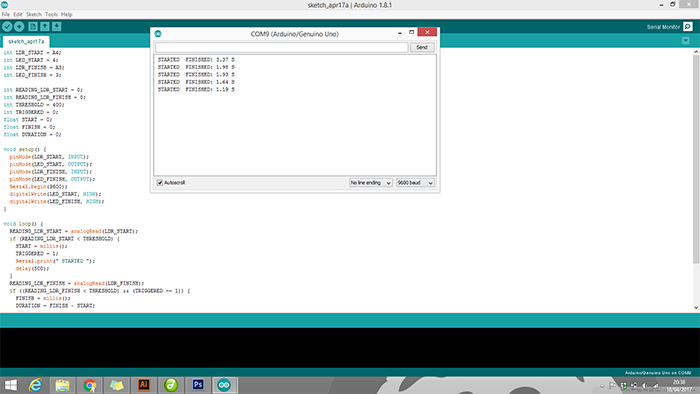 sketch_apr17a | Arduino 1.8.1
File Edit Sketch Tools Help
Serial Monitor
sketch_apr17a
int LDR_START = A4;
int LED_START = 4;
int LDR_FINISH = A3;
int LED_FINISH = 3;
int READING_LDR_START = 0;
int READING_LDR_FINISH = 0;
int THRESHOLD = 400;
int TRIGGERED = 0;
float START = 0;
float FINISH = 0;
float DURATION = 0;
void setup() {
pinMode(LDR_START, INPUT);
pinMode(LED_START, OUTPUT);
pinMode(LDR_FINISH, INPUT);
pinMode(LED_FINISH, OUTPUT);
Serial.begin(9600);
digitalWrite(LED_START, HIGH);
digitalWrite(LED_FINISH, HIGH);
}
void loop() {
READING_LDR_START = analogRead(LDR_START);
if (READING_LDR_START < THRESHOLD) {
START = millis();
TRIGGERED = 1;
Serial.print(" STARTED ");
delay(500);
}
READING_LDR_FINISH = analogRead(LDR_FINISH);
if ((READING_LDR_FINISH < THRESHOLD) && (TRIGGERED == 1)) {
FINISH = millis();
DURATION = FINISH - START;
COM9 (Arduino/Genuino Uno)
Send
STARTED FINISHED: 3.37 S
STARTED FINISHED: 1.98 S
STARTED FINISHED: 1.93 S
STARTED FINISHED: 1.64 S
STARTED FINISHED: 1.19 S
Autoscroll
No line ending
9600 baud
Arduino/Genuino Uno on COM9
Ai
Ps
20:38
18/04/2017